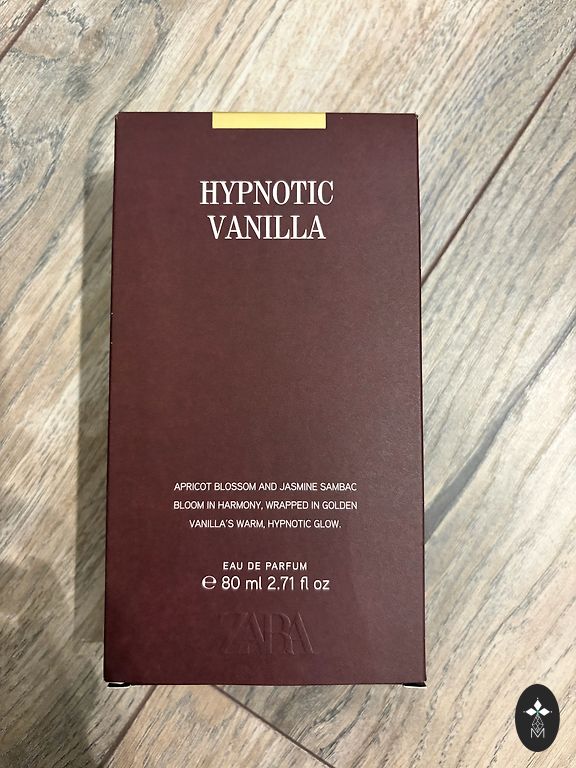 HYPNOTIC
VANILLA
APRICOT BLOSSOM AND JASMINE SAMBAC
BLOOM IN HARMONY, WRAPPED IN GOLDEN
VANILLA'S WARM, HYPNOTIC GLOW.
EAU DE PARFUM
℮ 80 ml 2.71 fl oz
ZARA
M